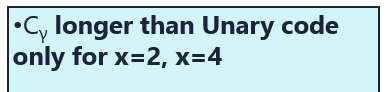 •Cᵧ longer than Unary code
only for x=2, x=4